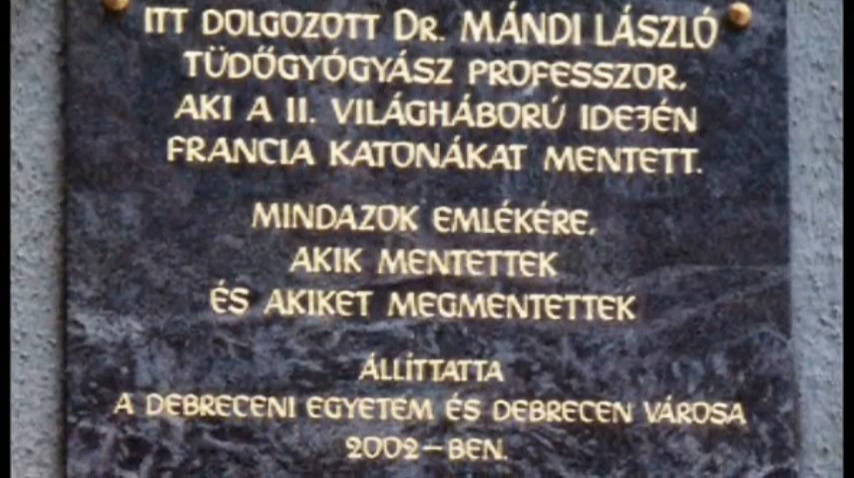 ITT DOLGOZOTT DR. MÁNDI LÁSZLÓ
TÜDŐGYÓGYÁSZ PROFESSZOR,
AKI A II. VILÁGHÁBORÚ IDEJÉN
FRANCIA KATONÁKAT MENTETT.
MINDAZOK EMLÉKÉRE,
AKIK MENTETTEK
ÉS AKIKET MEGMENTETTEK
ÁLLÍTTATTA
A DEBRECENI EGYETEM ÉS DEBRECEN VÁROSA
2002-BEN.